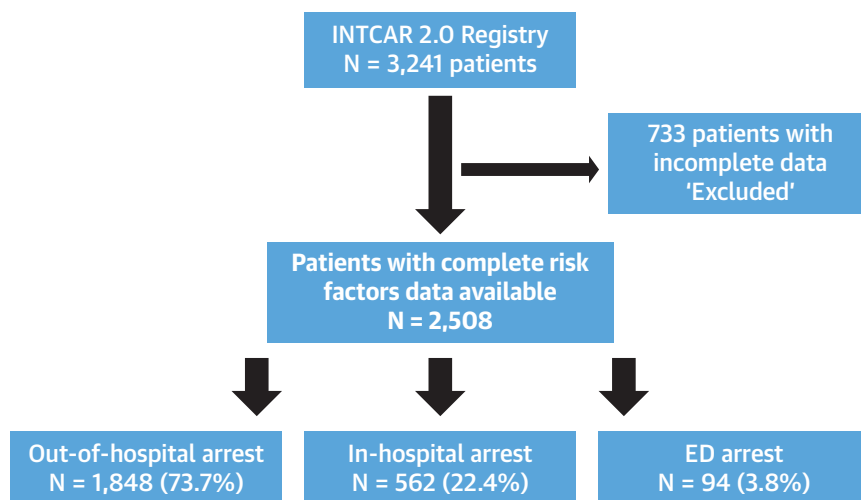 INTCAR 2.0 Registry
N = 3,241 patients
733 patients with
incomplete data
‘Excluded’
Patients with complete risk
factors data available
N = 2,508
Out-of-hospital arrest
N = 1,848 (73.7%)
In-hospital arrest
N = 562 (22.4%)
ED arrest
N = 94 (3.8%)